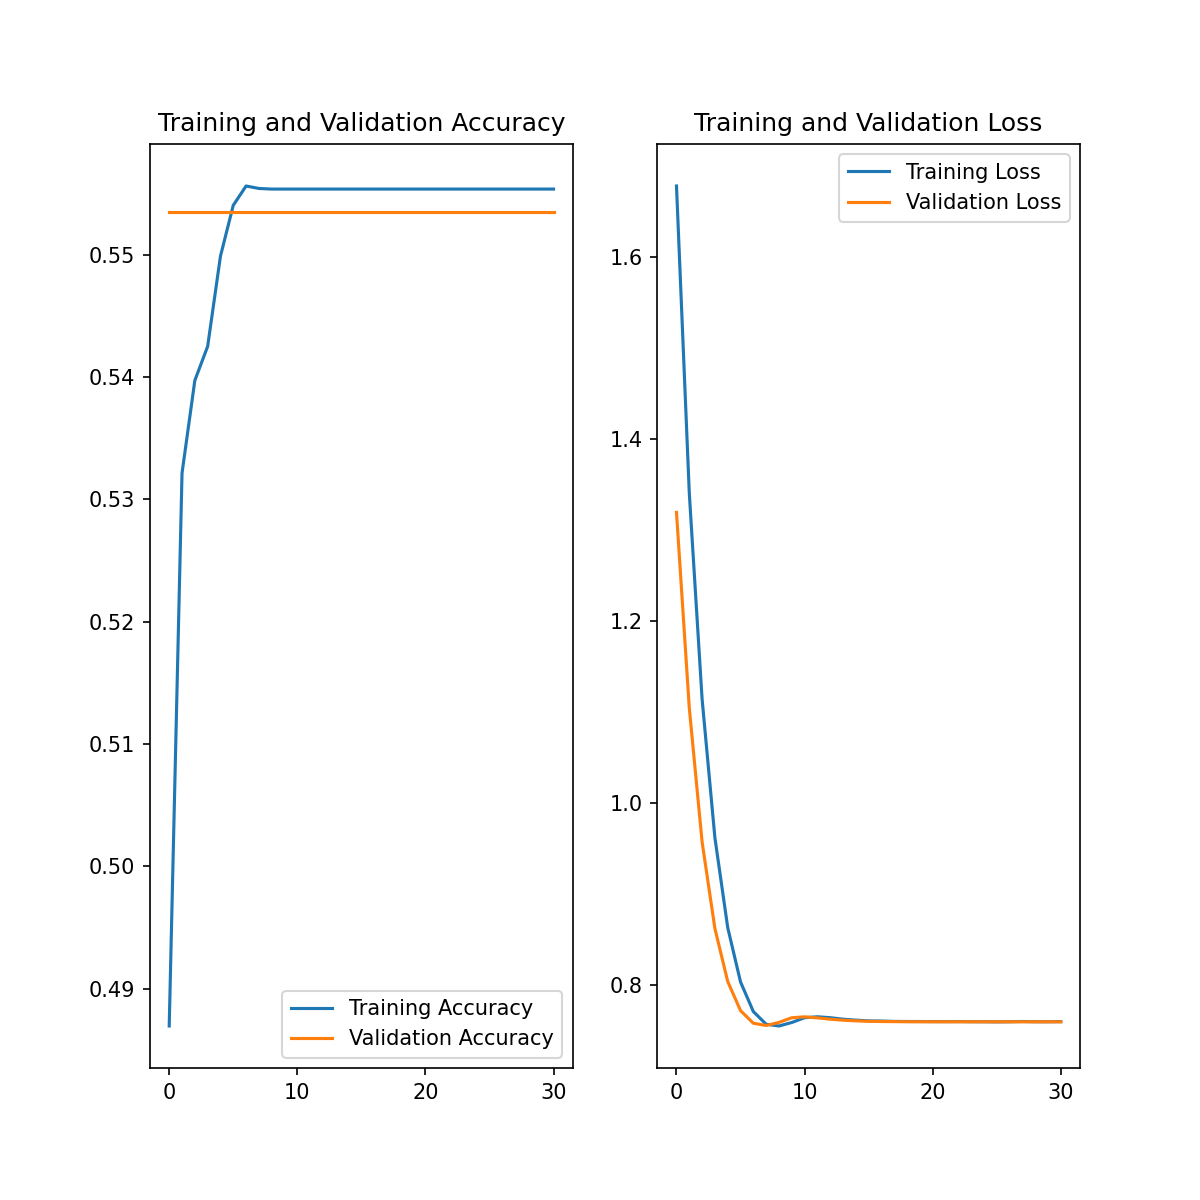 Training and Validation Accuracy
0.55
0.54
0.53
0.52
0.51
0.50
0.49
Training Accuracy
Validation Accuracy
0 10 20 30
Training and Validation Loss
Training Loss
Validation Loss
1.6
1.4
1.2
1.0
0.8
0 10 20 30